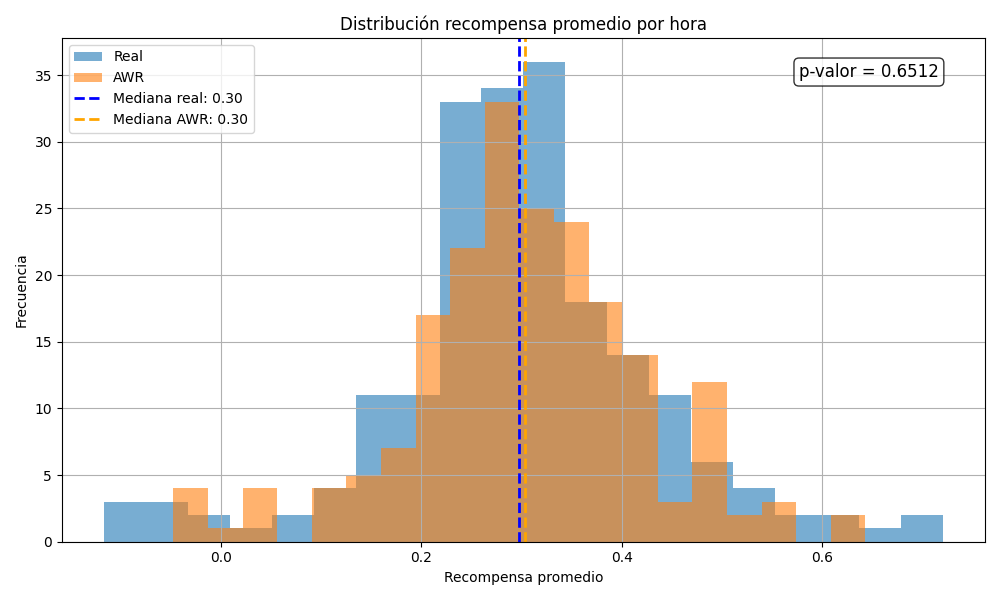 Distribución recompensa promedio por hora
Real
AWR
Mediana real: 0.30
Mediana AWR: 0.30
p-valor = 0.6512
Frecuencia
35
30
25
20
15
10
5
0
0.0
0.2
0.4
0.6
Recompensa promedio